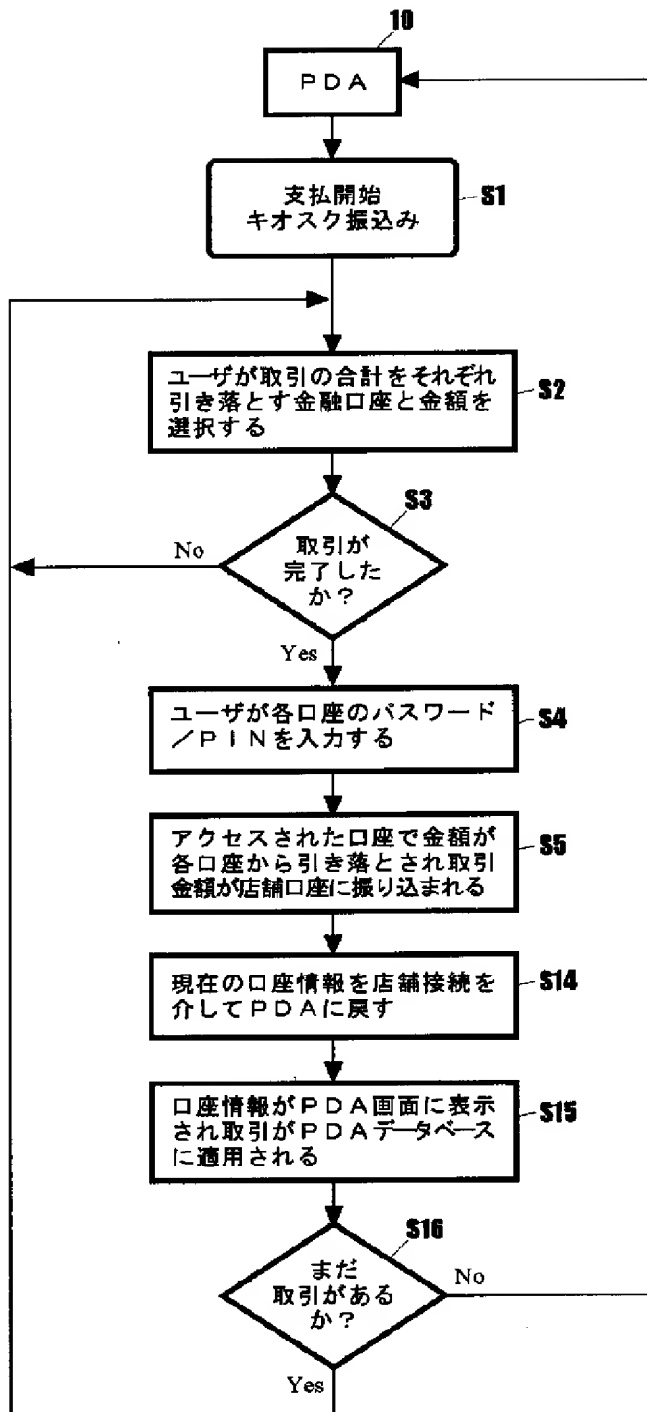 10
PDA
支払開始
キオスク振込み
S1
ユーザが取引の合計をそれぞれ
引き落とす金融口座と金額を
選択する
S2
S3
取引が
完了した
か?
No
Yes
ユーザが各口座のパスワード
/PINを入力する
S4
アクセスされた口座で金額が
各口座から引き落とされ取引
金額が店舗口座に振り込まれる
S5
現在の口座情報を店舗接続を
介してPDAに戻す
S14
口座情報がPDA画面に表示
され取引がPDAデータベース
に適用される
S15
S16
まだ
取引がある
か?
No
Yes